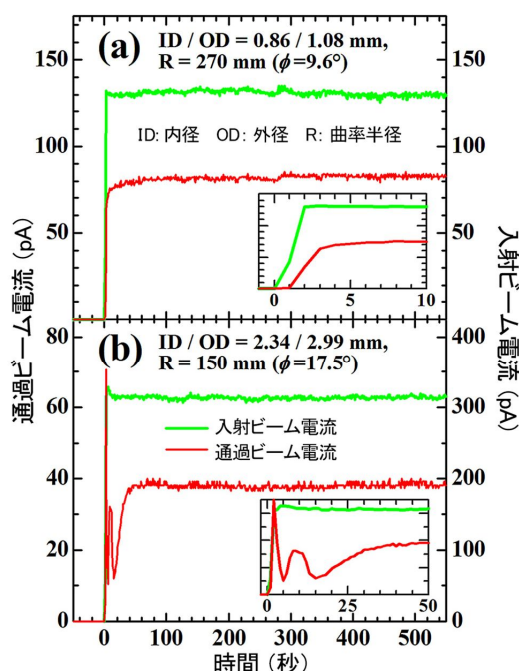 (a) ID / OD = 0.86 / 1.08 mm,
R = 270 mm (ϕ=9.6°)
ID: 内径 OD: 外径 R: 曲率半径
150
100
50
150
100
50
0 5 10
通過ビーム電流 (pA)
入射ビーム電流 (pA)
(b) ID / OD = 2.34 / 2.99 mm,
R = 150 mm (ϕ=17.5°)
入射ビーム電流
通過ビーム電流
80
60
40
20
0
400
300
200
100
0
0 25 50
0 100 200 300 400 500
時間 (秒)